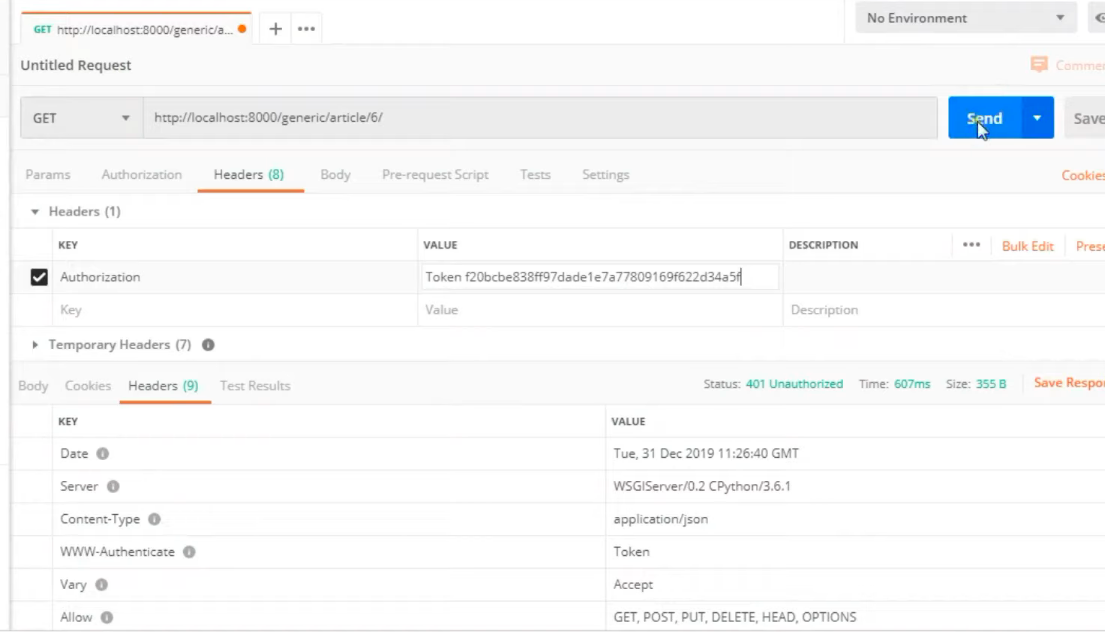 GET http://localhost:8000/generic/a... + ••• No Environment
Untitled Request Commen
GET http://localhost:8000/generic/article/6/ Send Save
Params Authorization Headers (8) Body Pre-request Script Tests Settings Cookies
Headers (1)
KEY VALUE DESCRIPTION ••• Bulk Edit Prese
Authorization Token f20bcbe838ff97dade1e7a77809169f622d34a5f
Key Value Description
Temporary Headers (7)
Body Cookies Headers (9) Test Results Status: 401 Unauthorized Time: 607ms Size: 355 B Save Respor
KEY VALUE
Date Tue, 31 Dec 2019 11:26:40 GMT
Server WSGIServer/0.2 CPython/3.6.1
Content-Type application/json
WWW-Authenticate Token
Vary Accept
Allow GET, POST, PUT, DELETE, HEAD, OPTIONS